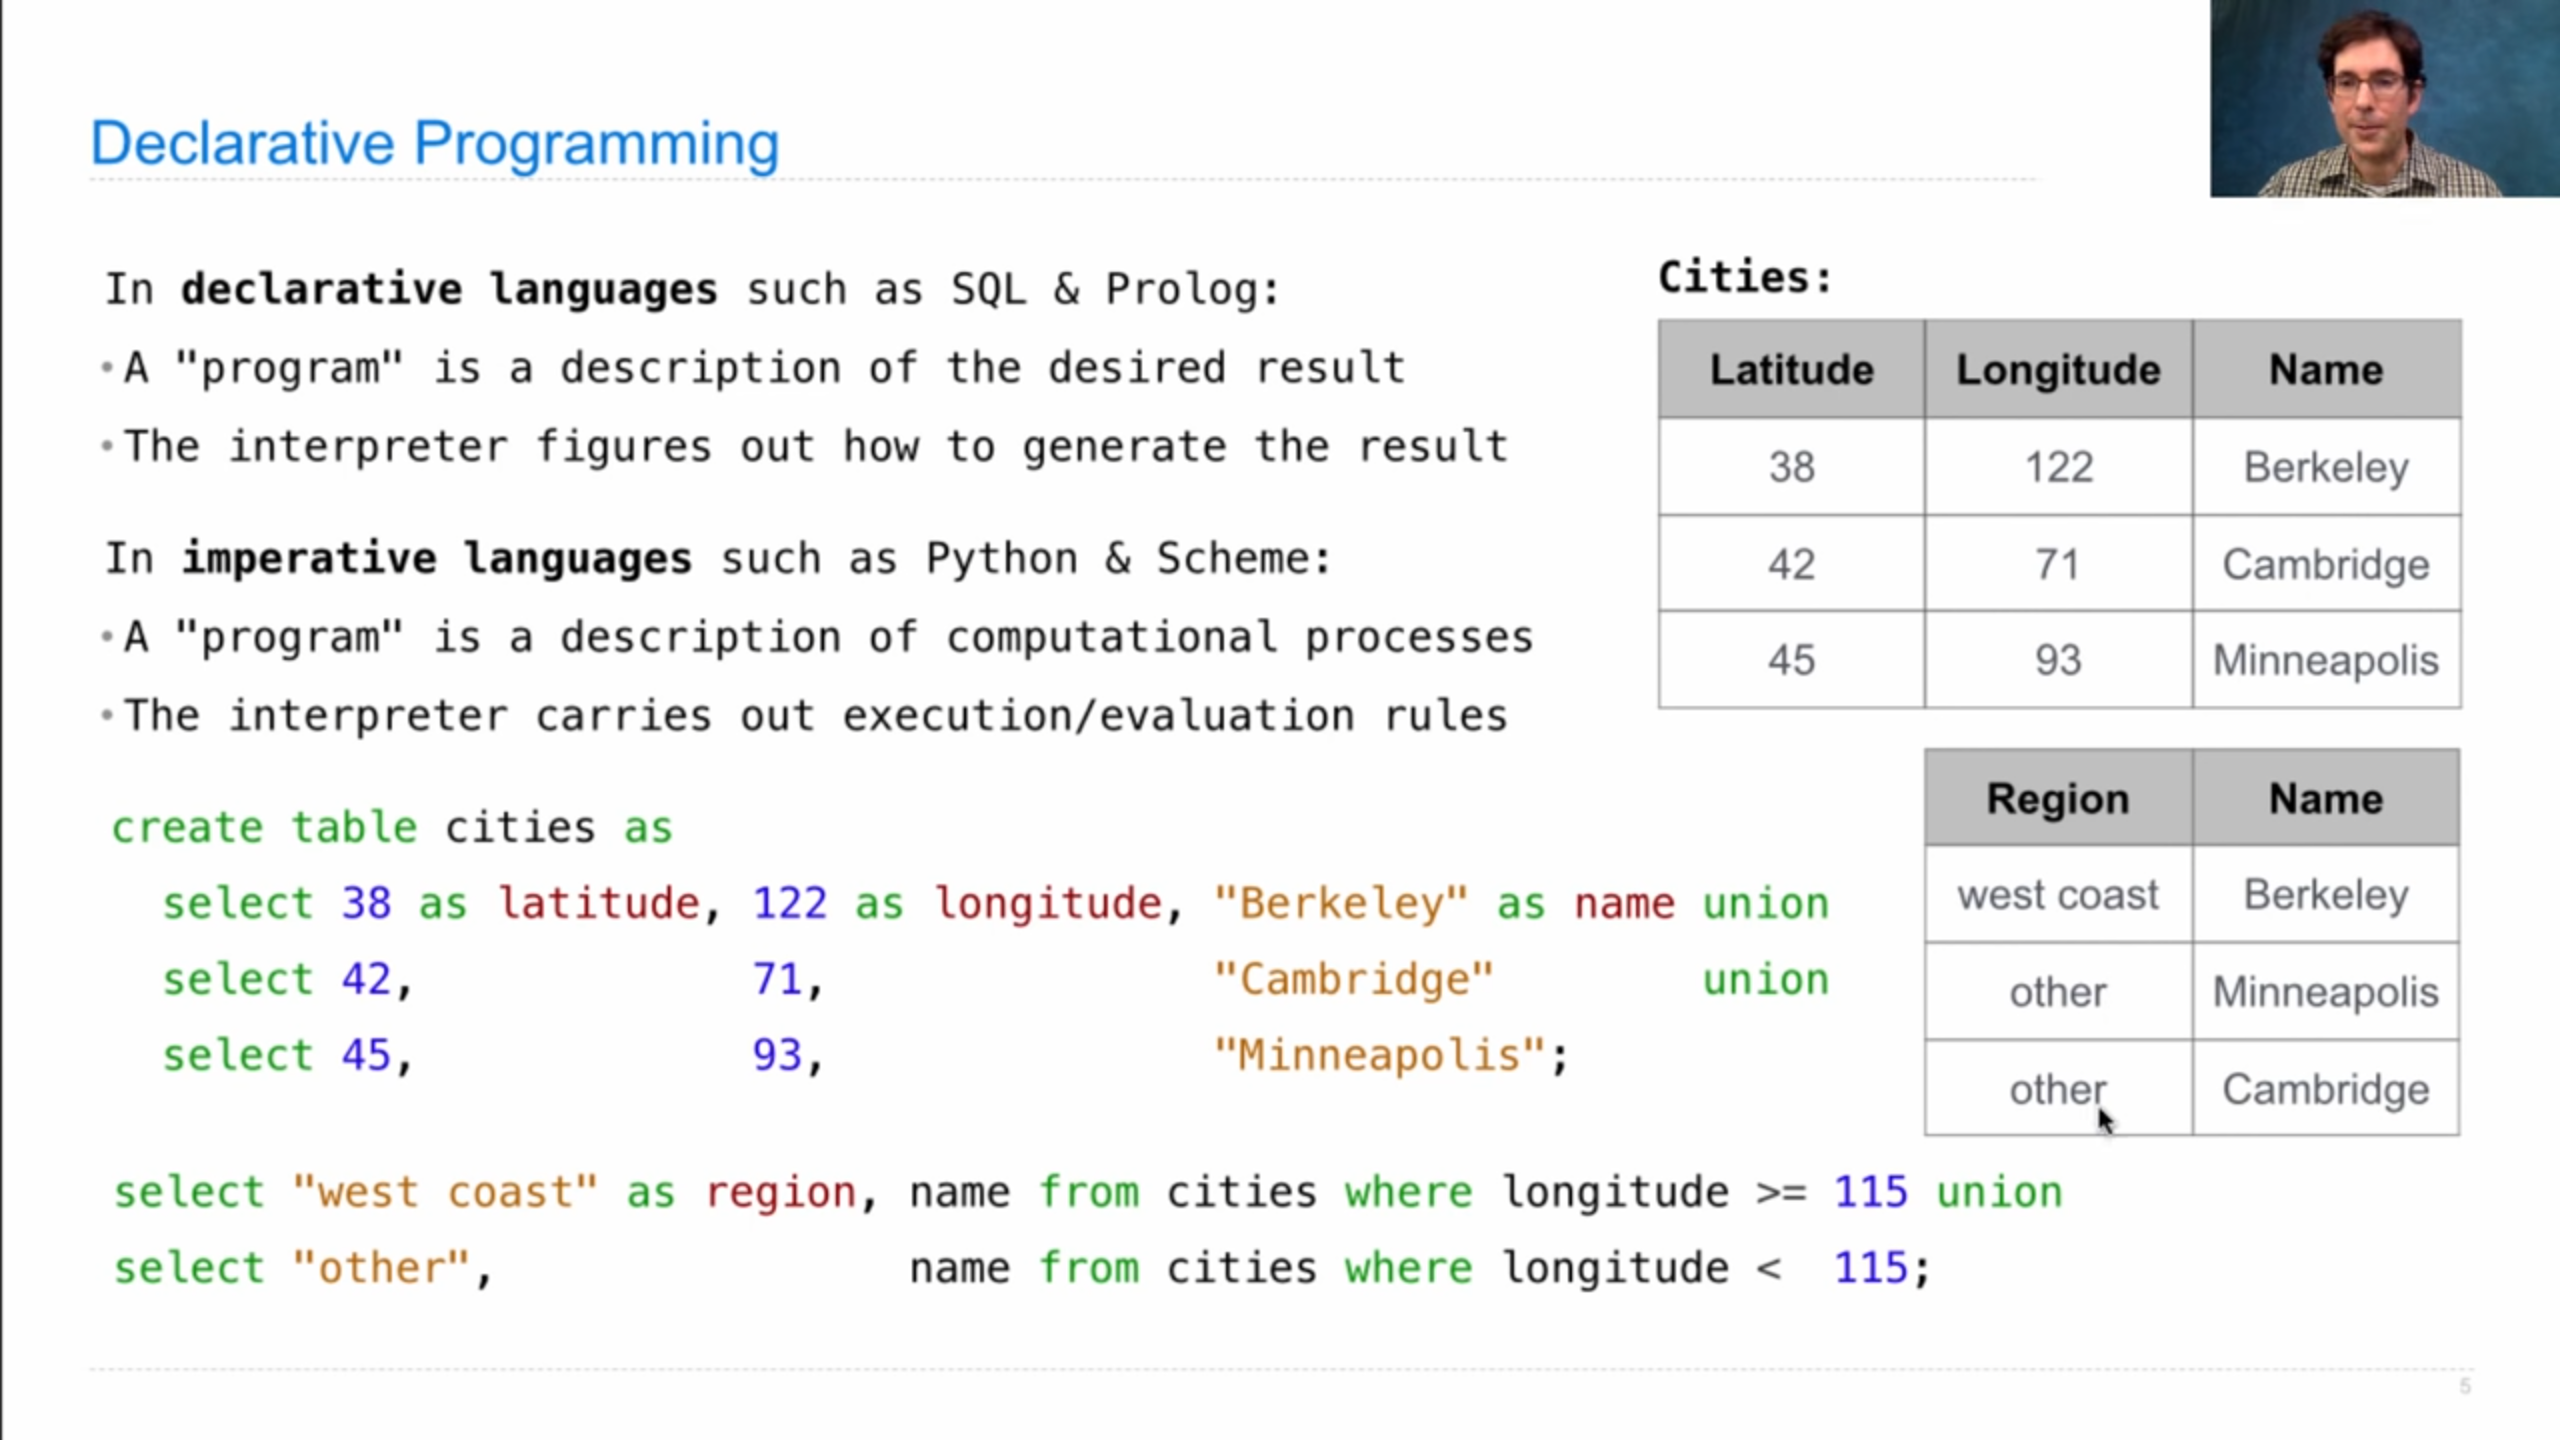 Declarative Programming
In declarative languages such as SQL & Prolog:
•A "program" is a description of the desired result
•The interpreter figures out how to generate the result
In imperative languages such as Python & Scheme:
•A "program" is a description of computational processes
•The interpreter carries out execution/evaluation rules
Cities:
Latitude Longitude Name
38 122 Berkeley
42 71 Cambridge
45 93 Minneapolis
Region Name
west coast Berkeley
other Minneapolis
other Cambridge
create table cities as
select 38 as latitude, 122 as longitude, "Berkeley" as name union
select 42, 71, "Cambridge" union
select 45, 93, "Minneapolis";
select "west coast" as region, name from cities where longitude >= 115 union
select "other", name from cities where longitude < 115;
5